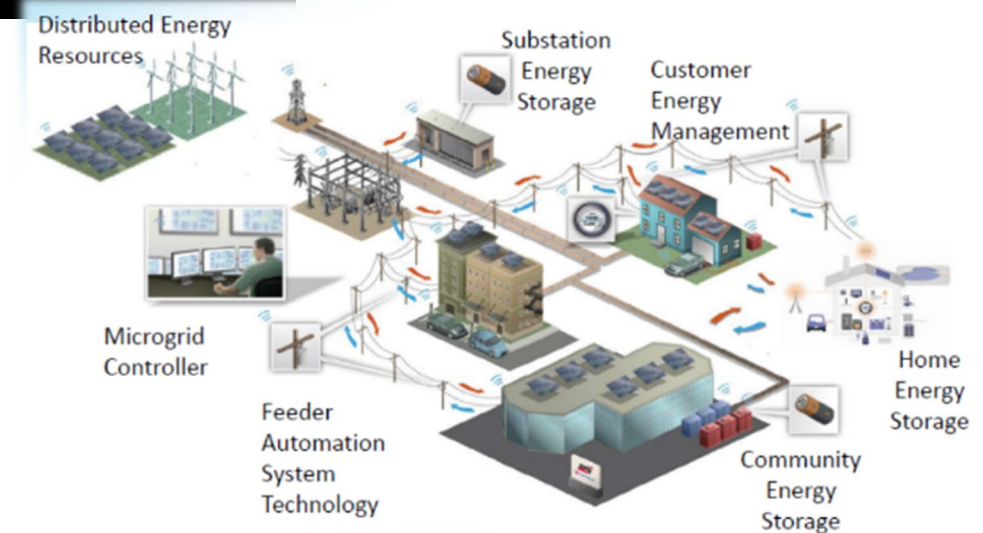 Distributed Energy
Resources
Substation
Energy
Storage
Customer
Energy
Management
Microgrid
Controller
Feeder
Automation
System
Technology
Home
Energy
Storage
Community
Energy
Storage